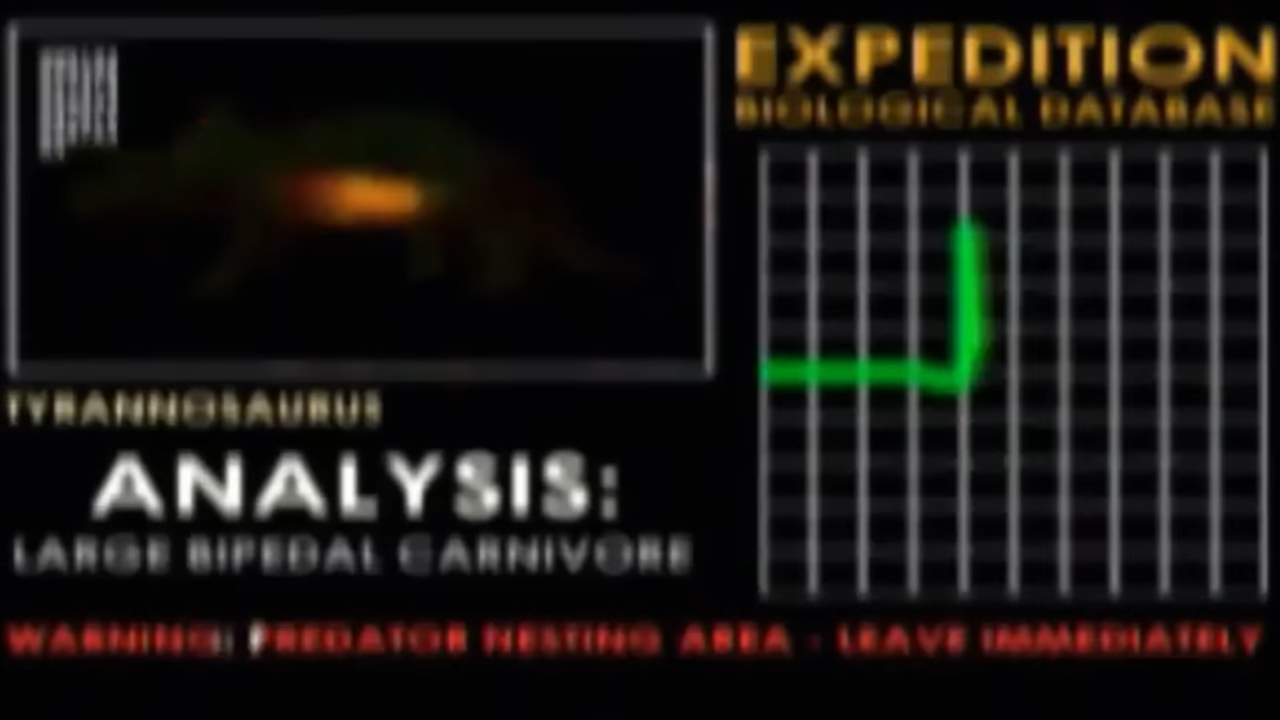 EXPEDITION
BIOLOGICAL DATABASE
TYRANNOSAURUS
ANALYSIS:
LARGE BIPEDAL CARNIVORE
WARNING: PREDATOR NESTING AREA - LEAVE IMMEDIATELY